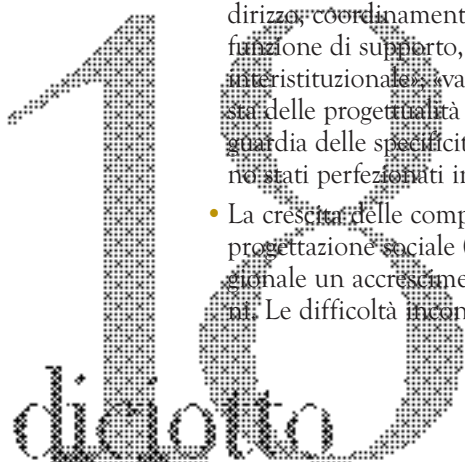 dirizzo, coordinament
funzione di supporto,
interistituzionale»; «va
sta delle progettualità
guardia delle specificit
no stati perfezionati in
• La crescita delle comp
progettazione sociale (
gionale un accrescime
ni. Le difficoltà incon
18
diciotto